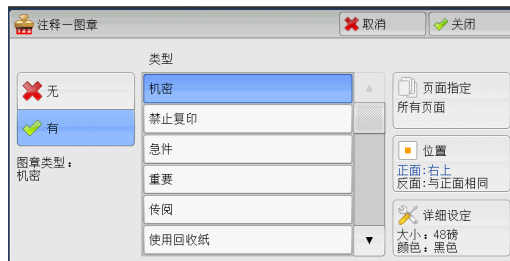 注释－图章
取消
关闭
类型
无
有
图章类型：
机密
机密
禁止复印
急件
重要
传阅
使用回收纸
页面指定
所有页面
位置
正面:右上
反面:与正面相同
详细设定
大小：48磅
颜色：黑色